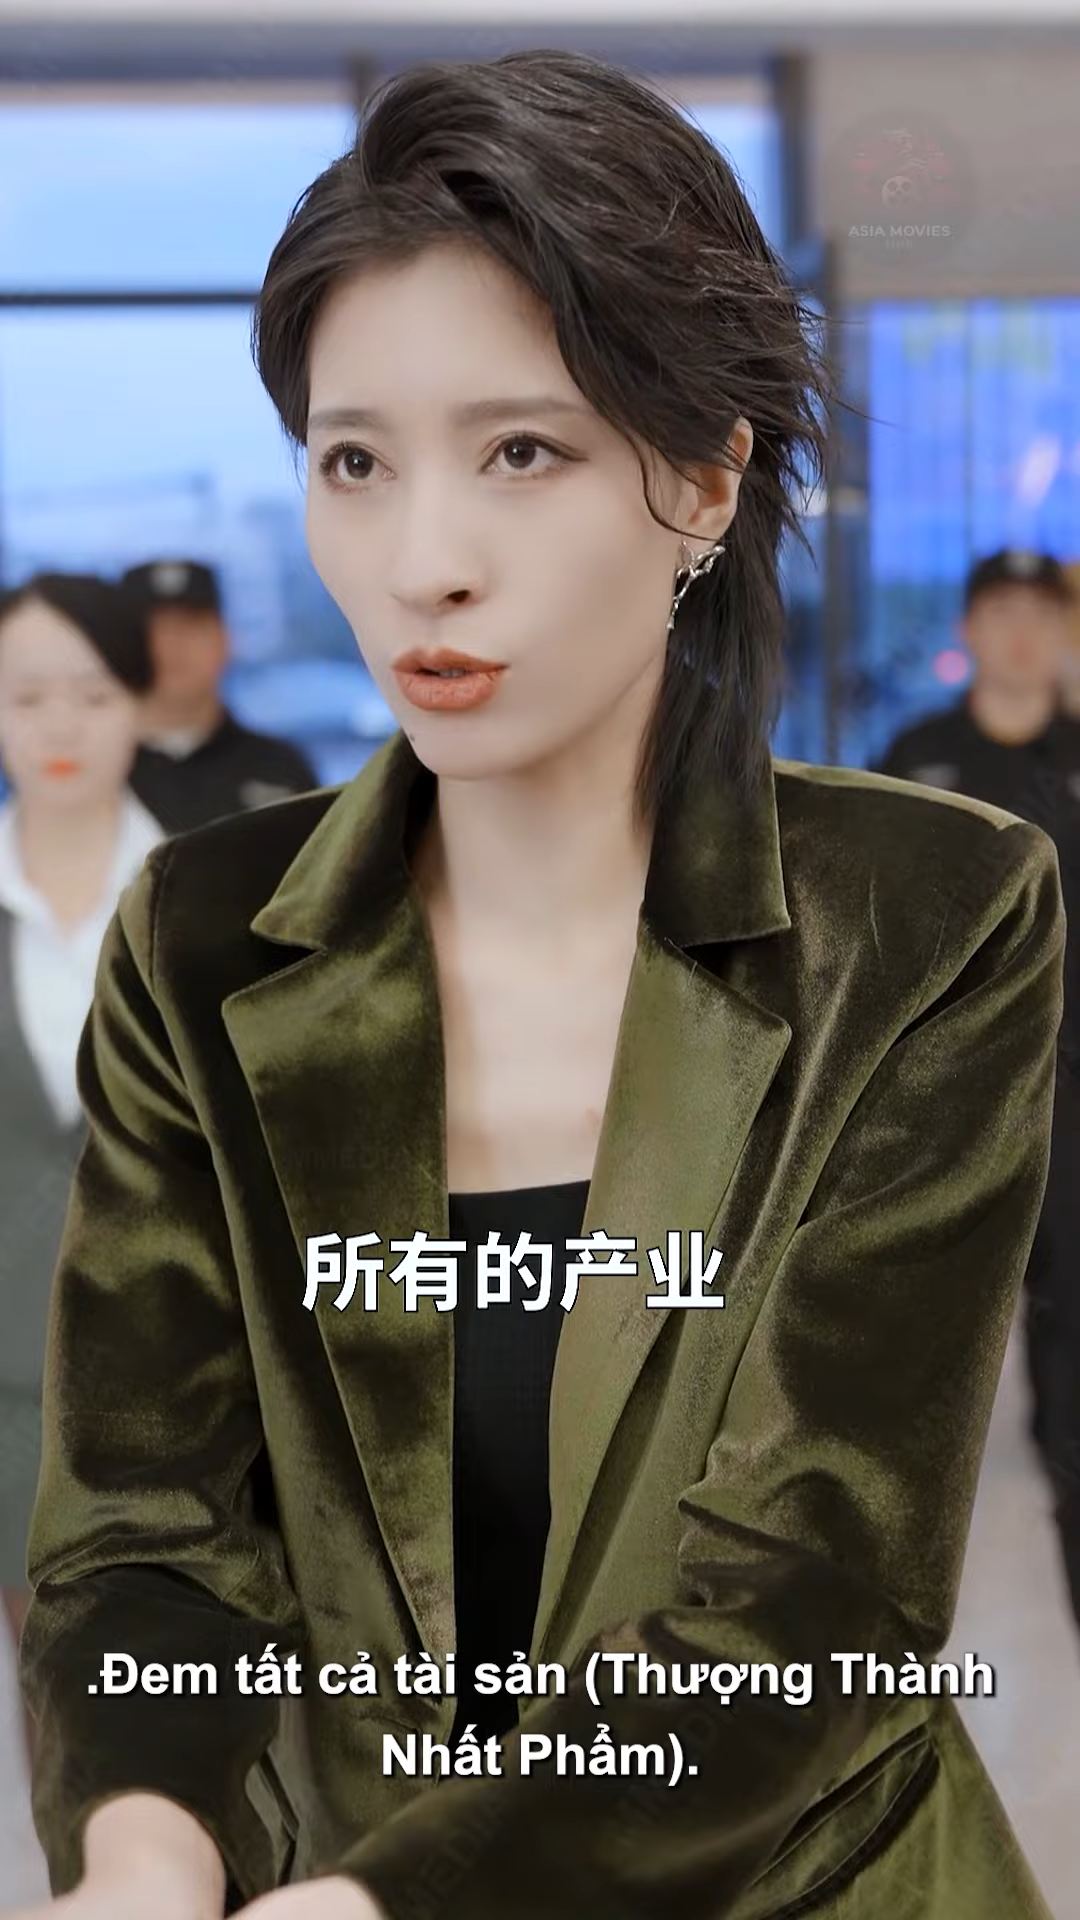 ASIA MOVIES
所有的产业
.Đem tất cả tài sản (Thượng Thành
Nhất Phẩm).